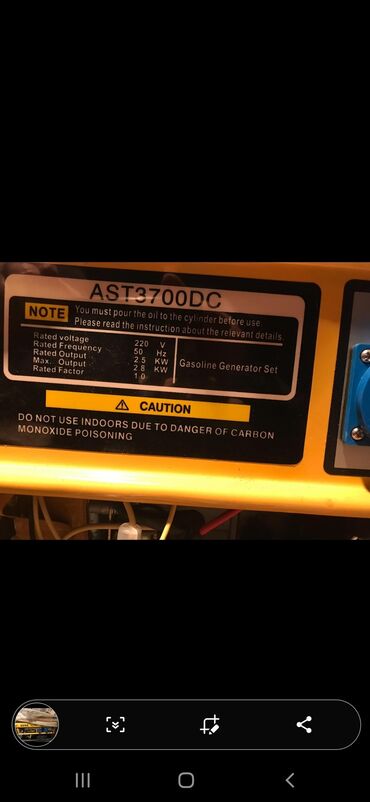 AST3700DC
NOTE You must pour the oil to the cylinder before use.
Please read the instruction about the relevant details.
Rated voltage 220 V
Rated Frequency 50 Hz
Rated Output 2.5 KW
Max. Output 2.8 KW
Rated Factor 1.0
Gasoline Generator Set
CAUTION
DO NOT USE INDOORS DUE TO DANGER OF CARBON
MONOXIDE POISONING